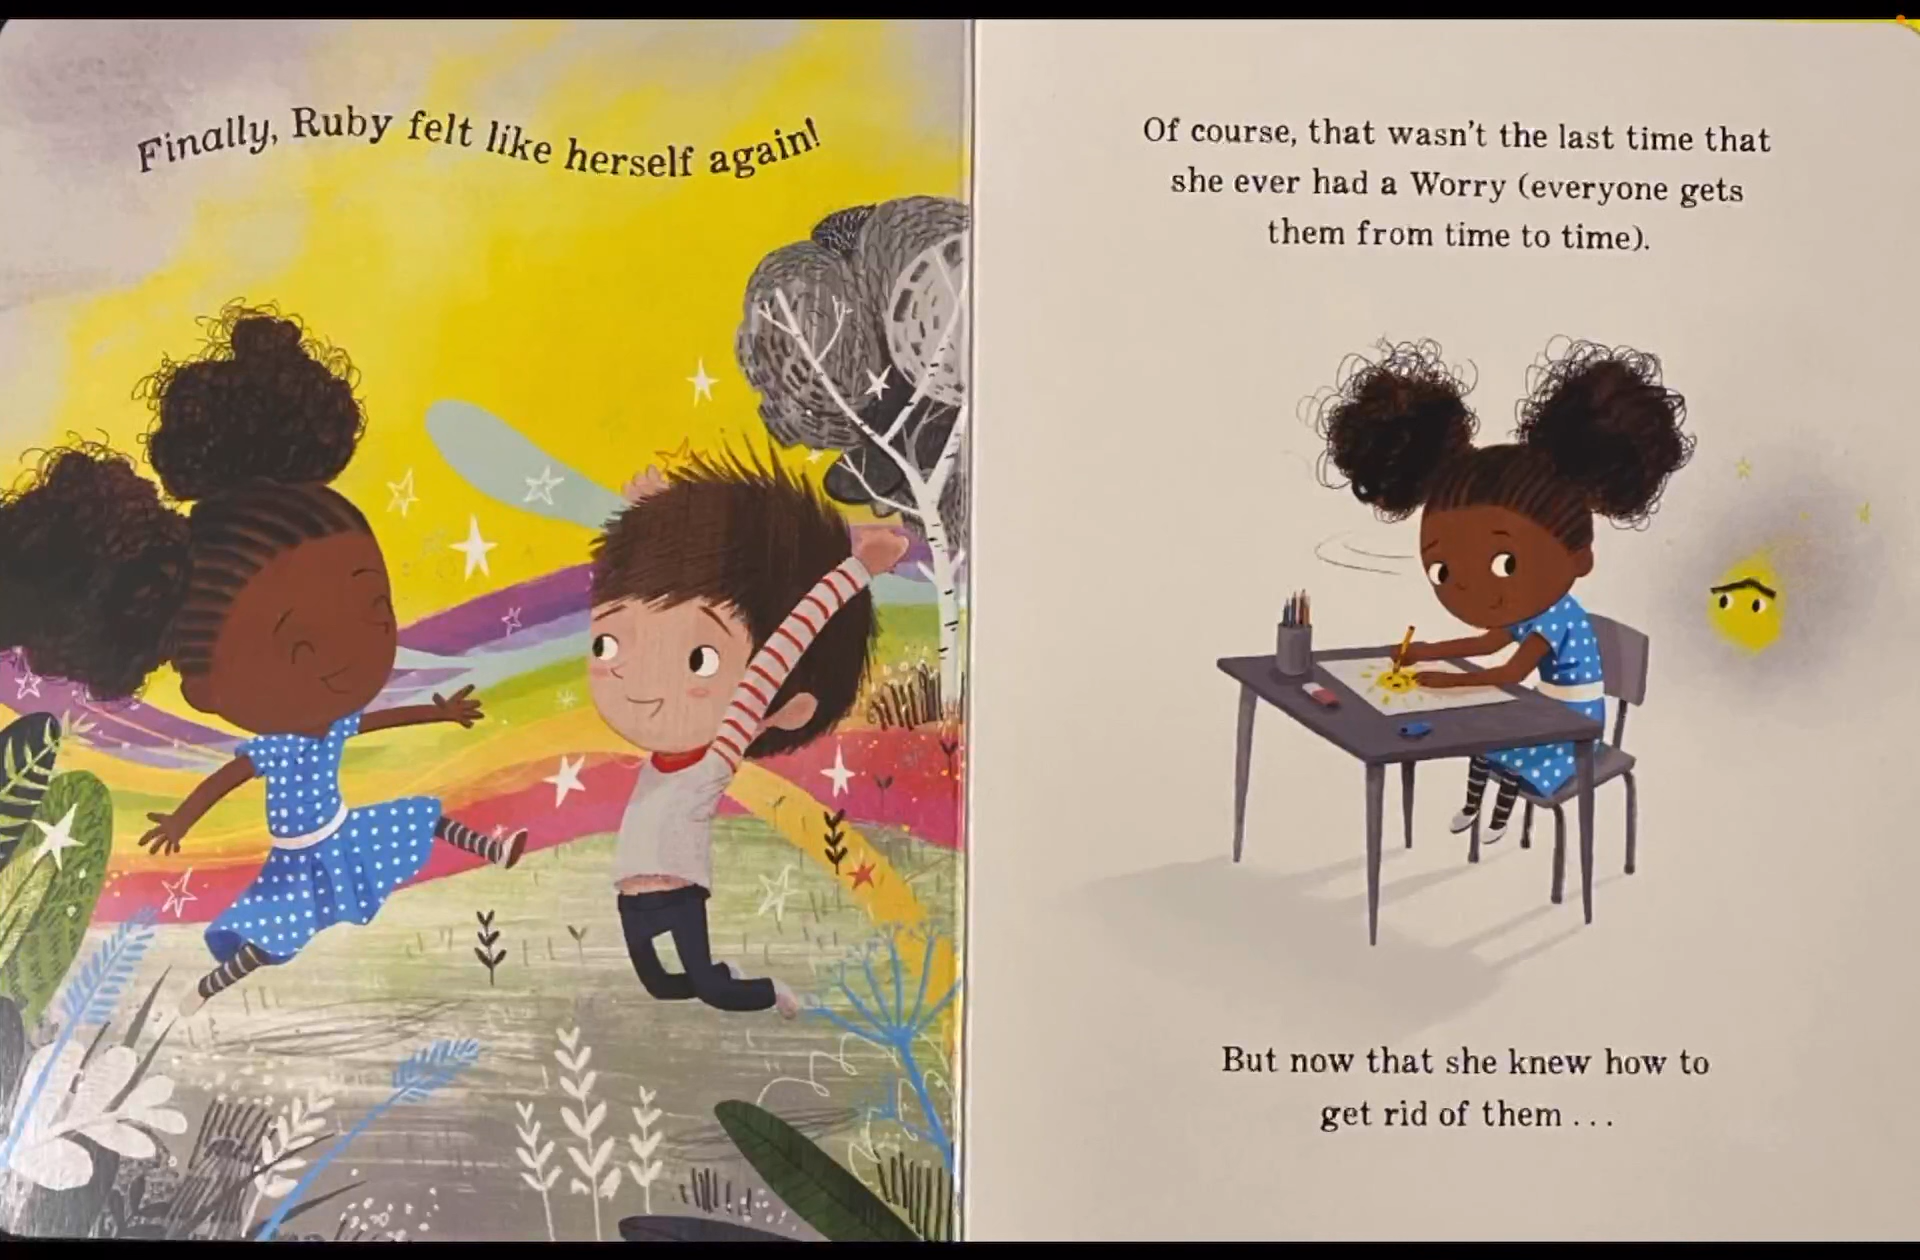 Finally, Ruby felt like herself again!
Of course, that wasn't the last time that
she ever had a Worry (everyone gets
them from time to time).
But now that she knew how to
get rid of them . . .